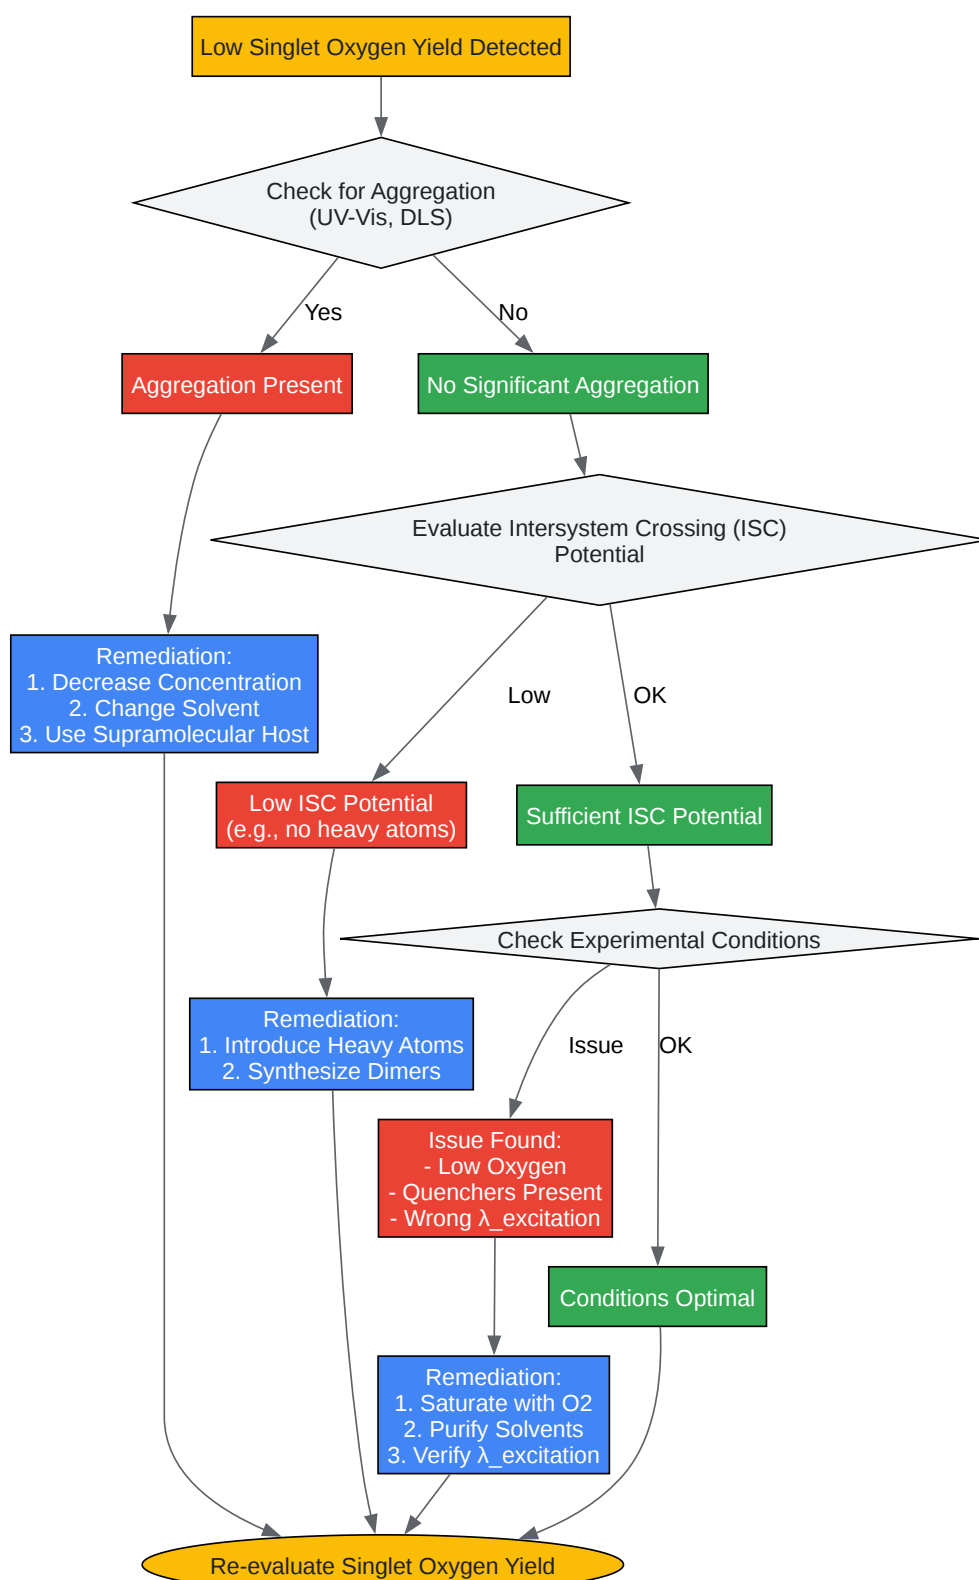 Low Singlet Oxygen Yield Detected
Check for Aggregation
(UV-Vis, DLS)
Yes
No
Aggregation Present
No Significant Aggregation
Evaluate Intersystem Crossing (ISC)
Potential
Remediation:
1. Decrease Concentration
2. Change Solvent
3. Use Supramolecular Host
Low
OK
Low ISC Potential
(e.g., no heavy atoms)
Sufficient ISC Potential
Check Experimental Conditions
Remediation:
1. Introduce Heavy Atoms
2. Synthesize Dimers
Issue
OK
Issue Found:
- Low Oxygen
- Quenchers Present
- Wrong λ_excitation
Conditions Optimal
Remediation:
1. Saturate with O2
2. Purify Solvents
3. Verify λ_excitation
Re-evaluate Singlet Oxygen Yield